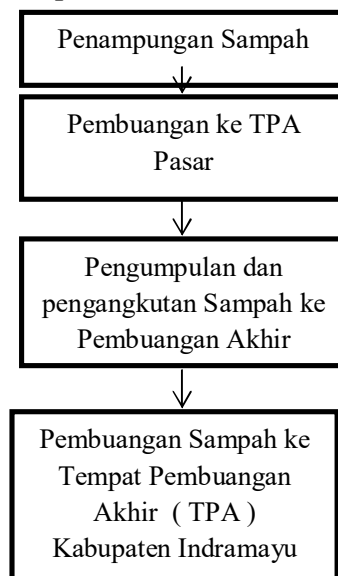 Penampungan Sampah
Pembuangan ke TPA
Pasar
Pengumpulan dan
pengangkutan Sampah ke
Pembuangan Akhir
Pembuangan Sampah ke
Tempat Pembuangan
Akhir ( TPA )
Kabupaten Indramayu